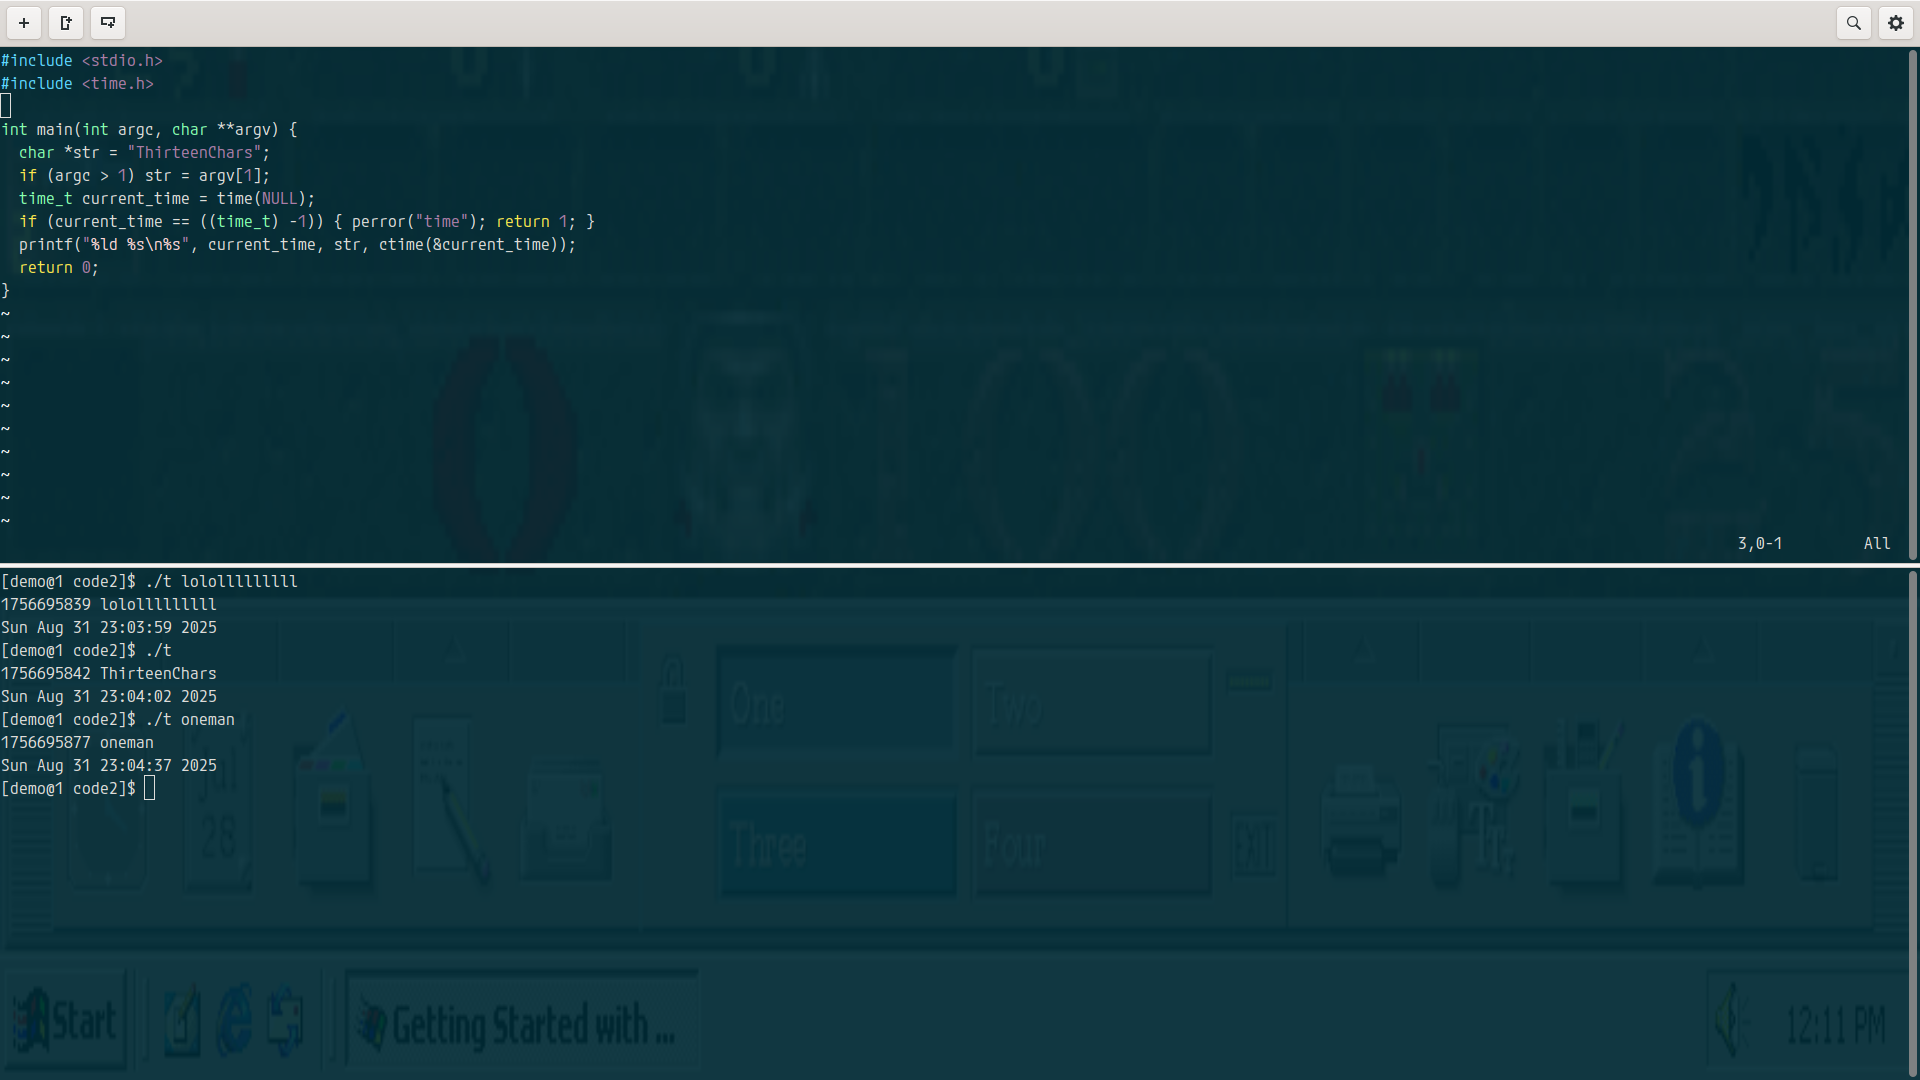 #include <stdio.h>
#include <time.h>
int main(int argc, char **argv) {
  char *str = "ThirteenChars";
  if (argc > 1) str = argv[1];
  time_t current_time = time(NULL);
  if (current_time == ((time_t) -1)) { perror("time"); return 1; }
  printf("%ld %s\n%s", current_time, str, ctime(&current_time));
  return 0;
}
~
~
~
~
~
~
~
~
~
~
3,0-1 All
[demo@1 code2]$ ./t lololllllllll
1756695839 lololllllllll
Sun Aug 31 23:03:59 2025
[demo@1 code2]$ ./t
1756695842 ThirteenChars
Sun Aug 31 23:04:02 2025
[demo@1 code2]$ ./t oneman
1756695877 oneman
Sun Aug 31 23:04:37 2025
[demo@1 code2]$
One Two
Jul
28
Three Four EXIT
Start Getting Started with ... 12:11 PM